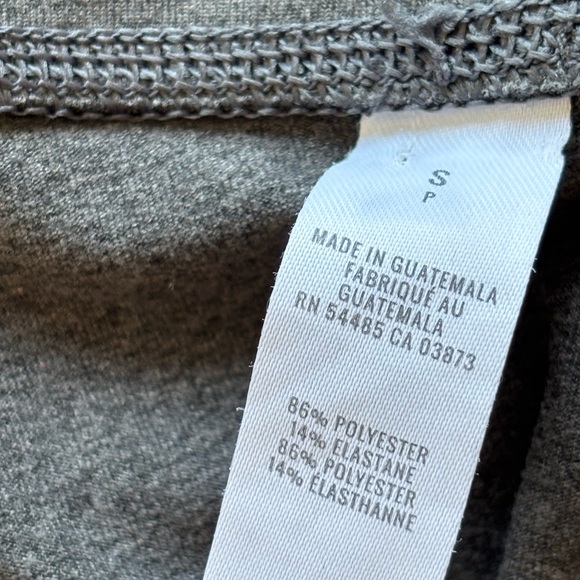 S
P
MADE IN GUATEMALA
FABRIQUÉ AU
GUATEMALA
RN 54485 CA 03873
86% POLYESTER
14% ELASTANE
86% POLYESTER
14% ÉLASTHANNE